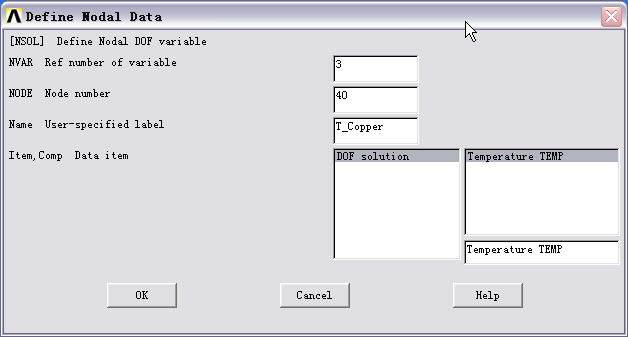 Define Nodal Data
[NSOL] Define Nodal DOF variable
NVAR Ref number of variable 3
NODE Node number 40
Name User-specified label T_Copper
Item,Comp Data item DOF solution Temperature TEMP
Temperature TEMP
OK Cancel Help